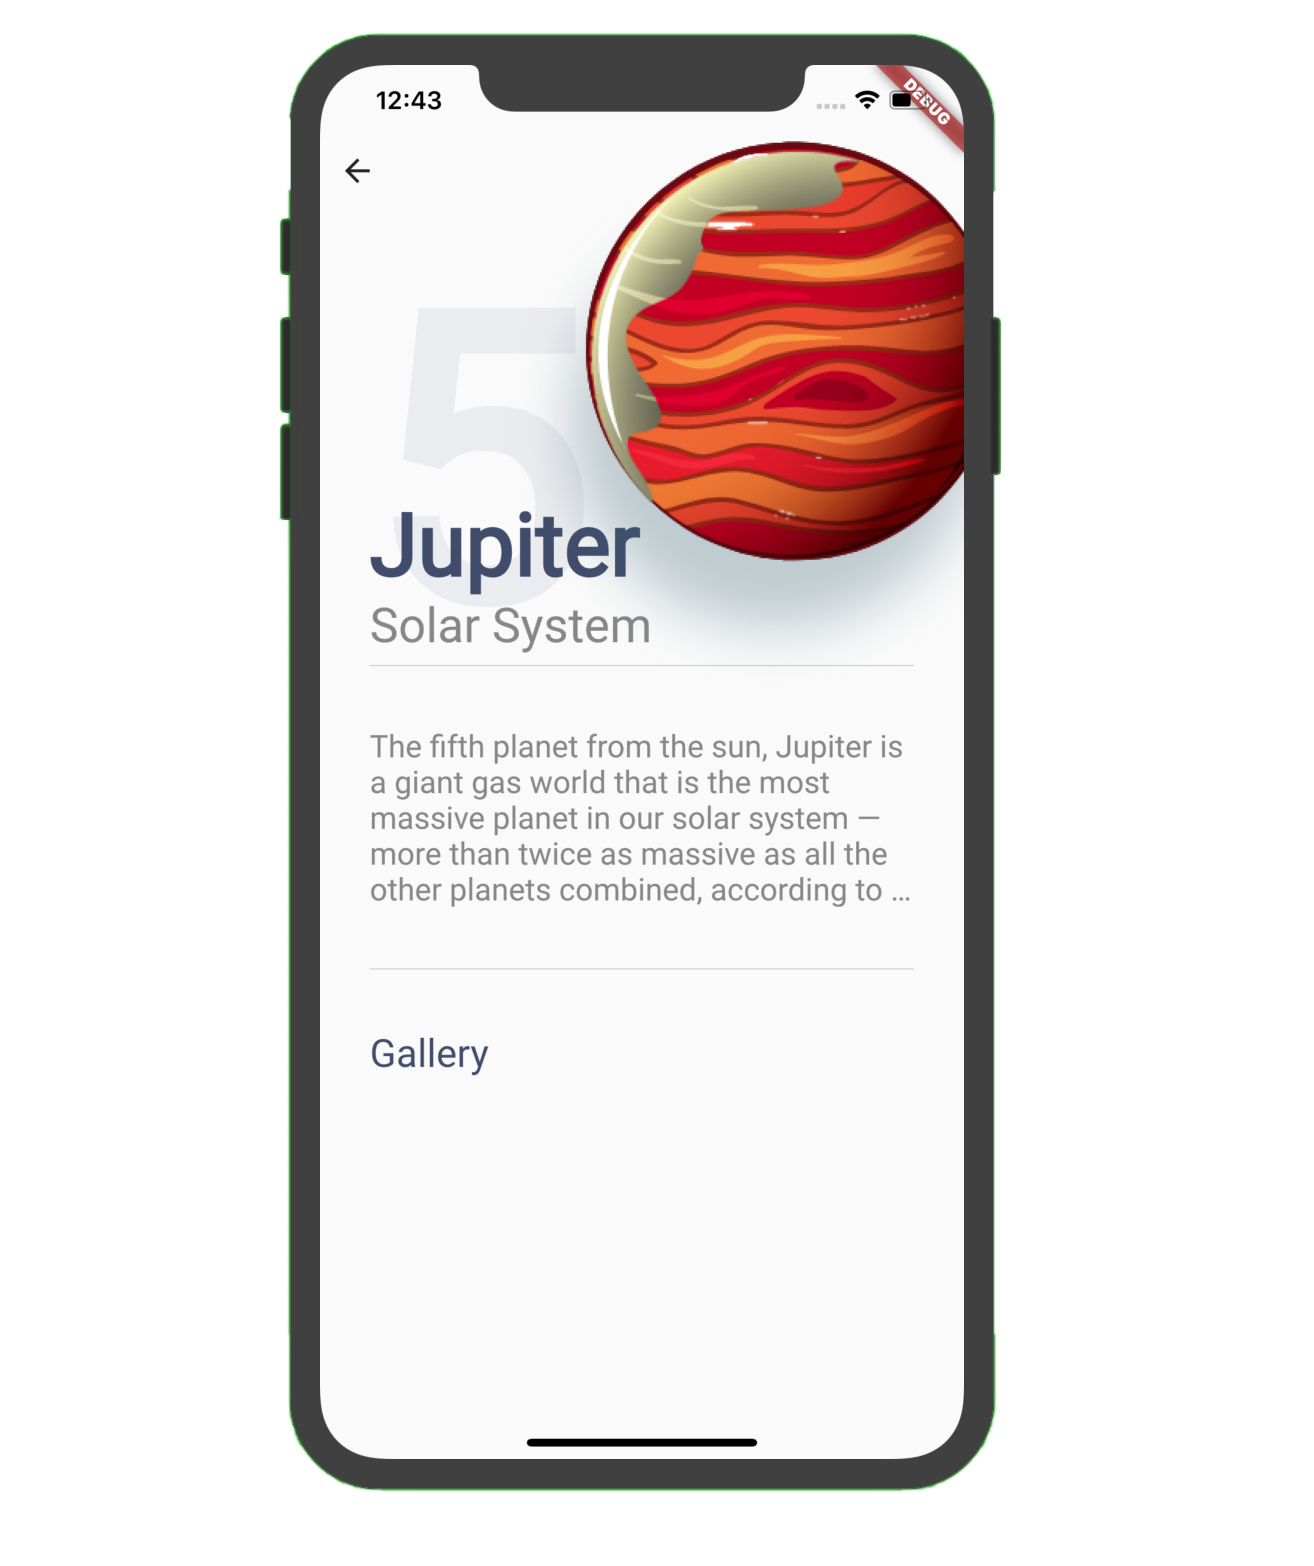 12:43
DEBUG
5
Jupiter
Solar System
The fifth planet from the sun, Jupiter is
a giant gas world that is the most
massive planet in our solar system —
more than twice as massive as all the
other planets combined, according to ...
Gallery